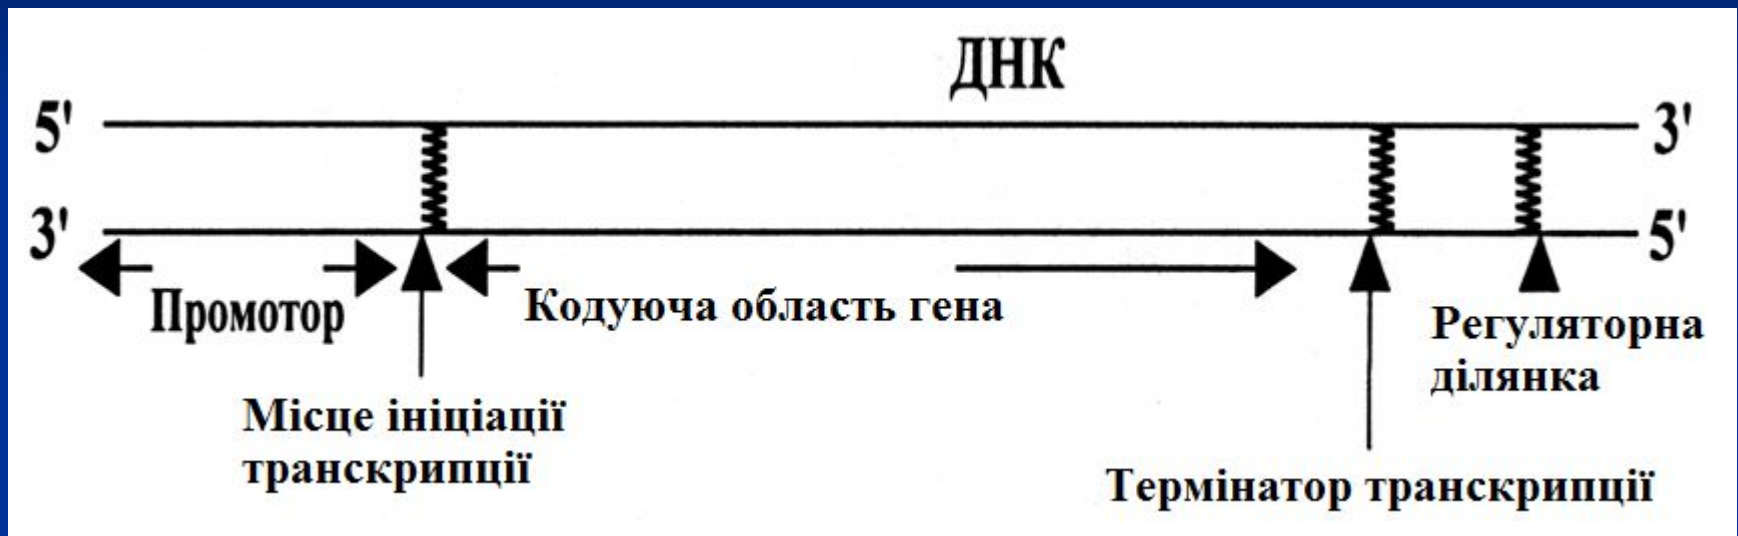 ДНК
5'
3'
3'
5'
Промотор
Кодуюча область гена
Регуляторна
ділянка
Місце ініціації
транскрипції
Термінатор транскрипції